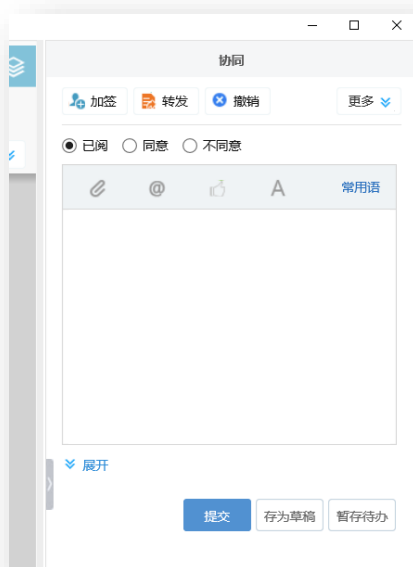 协同
加签 转发 撤销 更多
已阅 同意 不同意
@ A 常用语
展开
提交 存为草稿 暂存待办